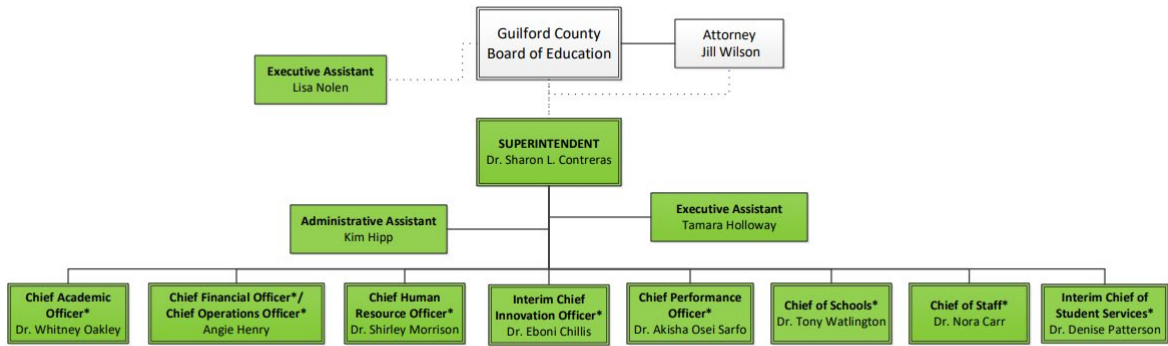 Guilford County
Board of Education
Attorney
Jill Wilson
Executive Assistant
Lisa Nolen
SUPERINTENDENT
Dr. Sharon L. Contreras
Administrative Assistant
Kim Hipp
Executive Assistant
Tamara Holloway
Chief Academic
Officer*
Dr. Whitney Oakley
Chief Financial Officer*/
Chief Operations Officer*
Angie Henry
Chief Human
Resource Officer*
Dr. Shirley Morrison
Interim Chief
Innovation Officer*
Dr. Eboni Chillis
Chief Performance
Officer*
Dr. Akisha Osei Sarfo
Chief of Schools*
Dr. Tony Watlington
Chief of Staff*
Dr. Nora Carr
Interim Chief of
Student Services*
Dr. Denise Patterson